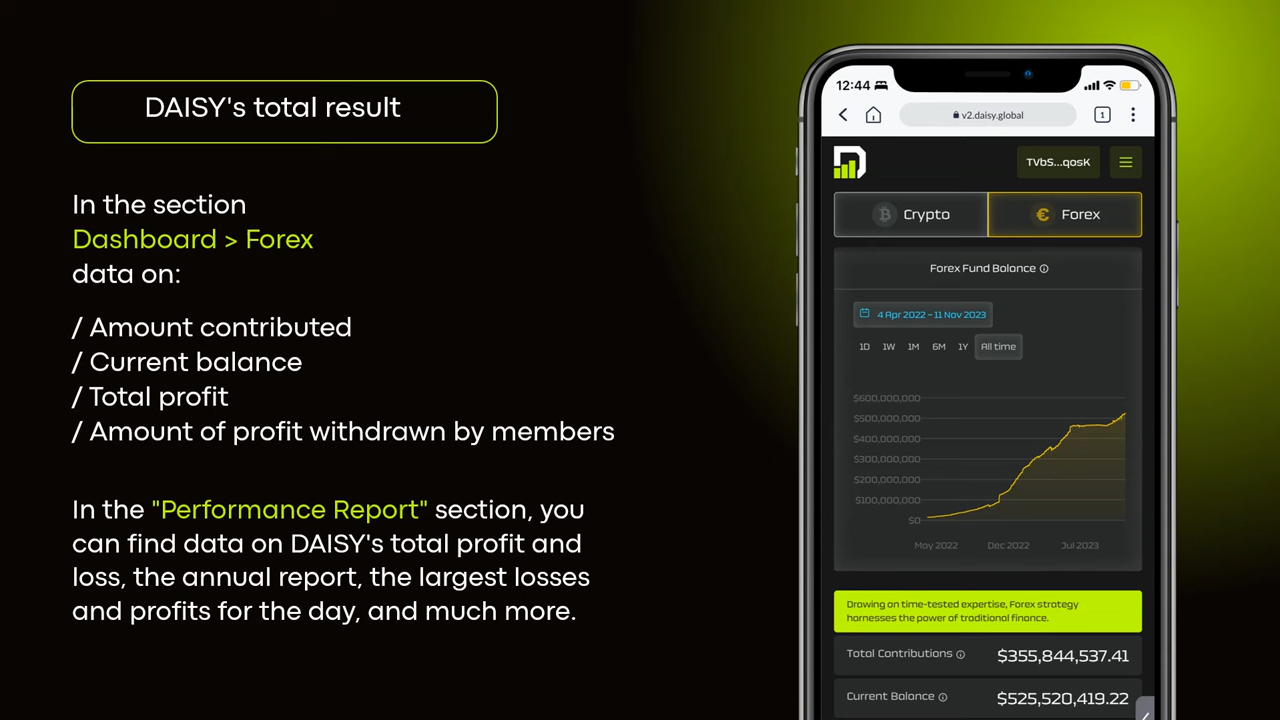 DAISY's total result
In the section
Dashboard > Forex
data on:
/ Amount contributed
/ Current balance
/ Total profit
/ Amount of profit withdrawn by members
In the "Performance Report" section, you
can find data on DAISY's total profit and
loss, the annual report, the largest losses
and profits for the day, and much more.
12:44
v2.daisy.global
1
TVbS...qosK
Crypto
Forex
Forex Fund Balance
4 Apr 2022 – 11 Nov 2023
1D 1W 1M 6M 1Y All time
$600,000,000
$500,000,000
$400,000,000
$300,000,000
$200,000,000
$100,000,000
$0
May 2022 Dec 2022 Jul 2023
Drawing on time-tested expertise, Forex strategy
harnesses the power of traditional finance.
Total Contributions $355,844,537.41
Current Balance $525,520,419.22